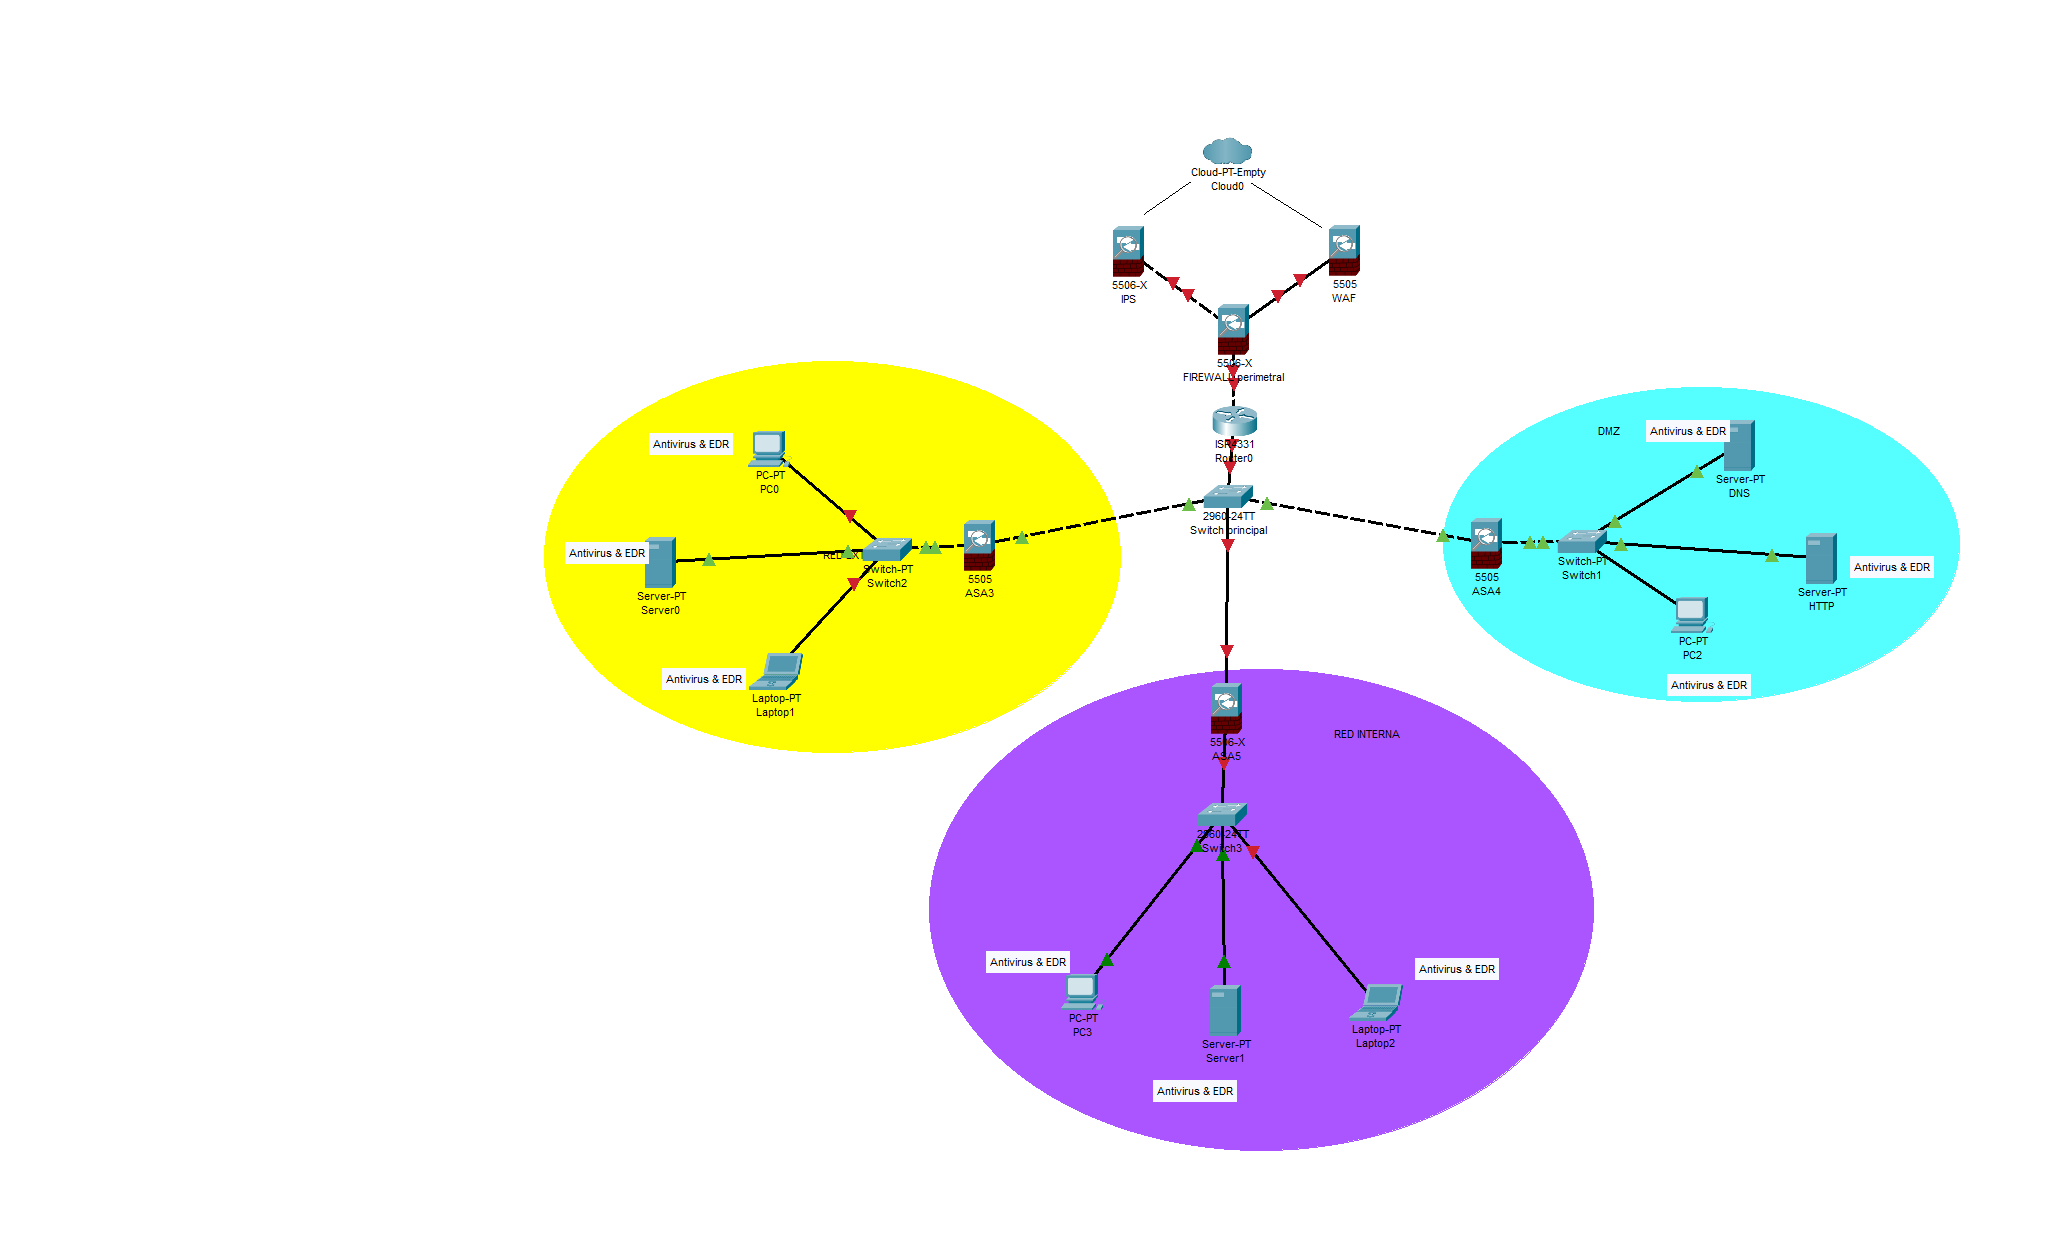 Cloud-PT-Empty
Cloud0
5506-X
IPS
5505
WAF
5506-X
FIREWALL perimetral
ISR4331
Router0
2960-24TT
Switch principal
Antivirus & EDR
PC-PT
PC0
Antivirus & EDR
Server-PT
Server0
RED EXT
Switch-PT
Switch2
5505
ASA3
Antivirus & EDR
Laptop-PT
Laptop1
DMZ
Antivirus & EDR
Server-PT
DNS
5505
ASA4
Switch-PT
Switch1
Server-PT
HTTP
Antivirus & EDR
PC-PT
PC2
Antivirus & EDR
RED INTERNA
5506-X
ASA5
2960-24TT
Switch3
Antivirus & EDR
PC-PT
PC3
Server-PT
Server1
Antivirus & EDR
Antivirus & EDR
Laptop-PT
Laptop2